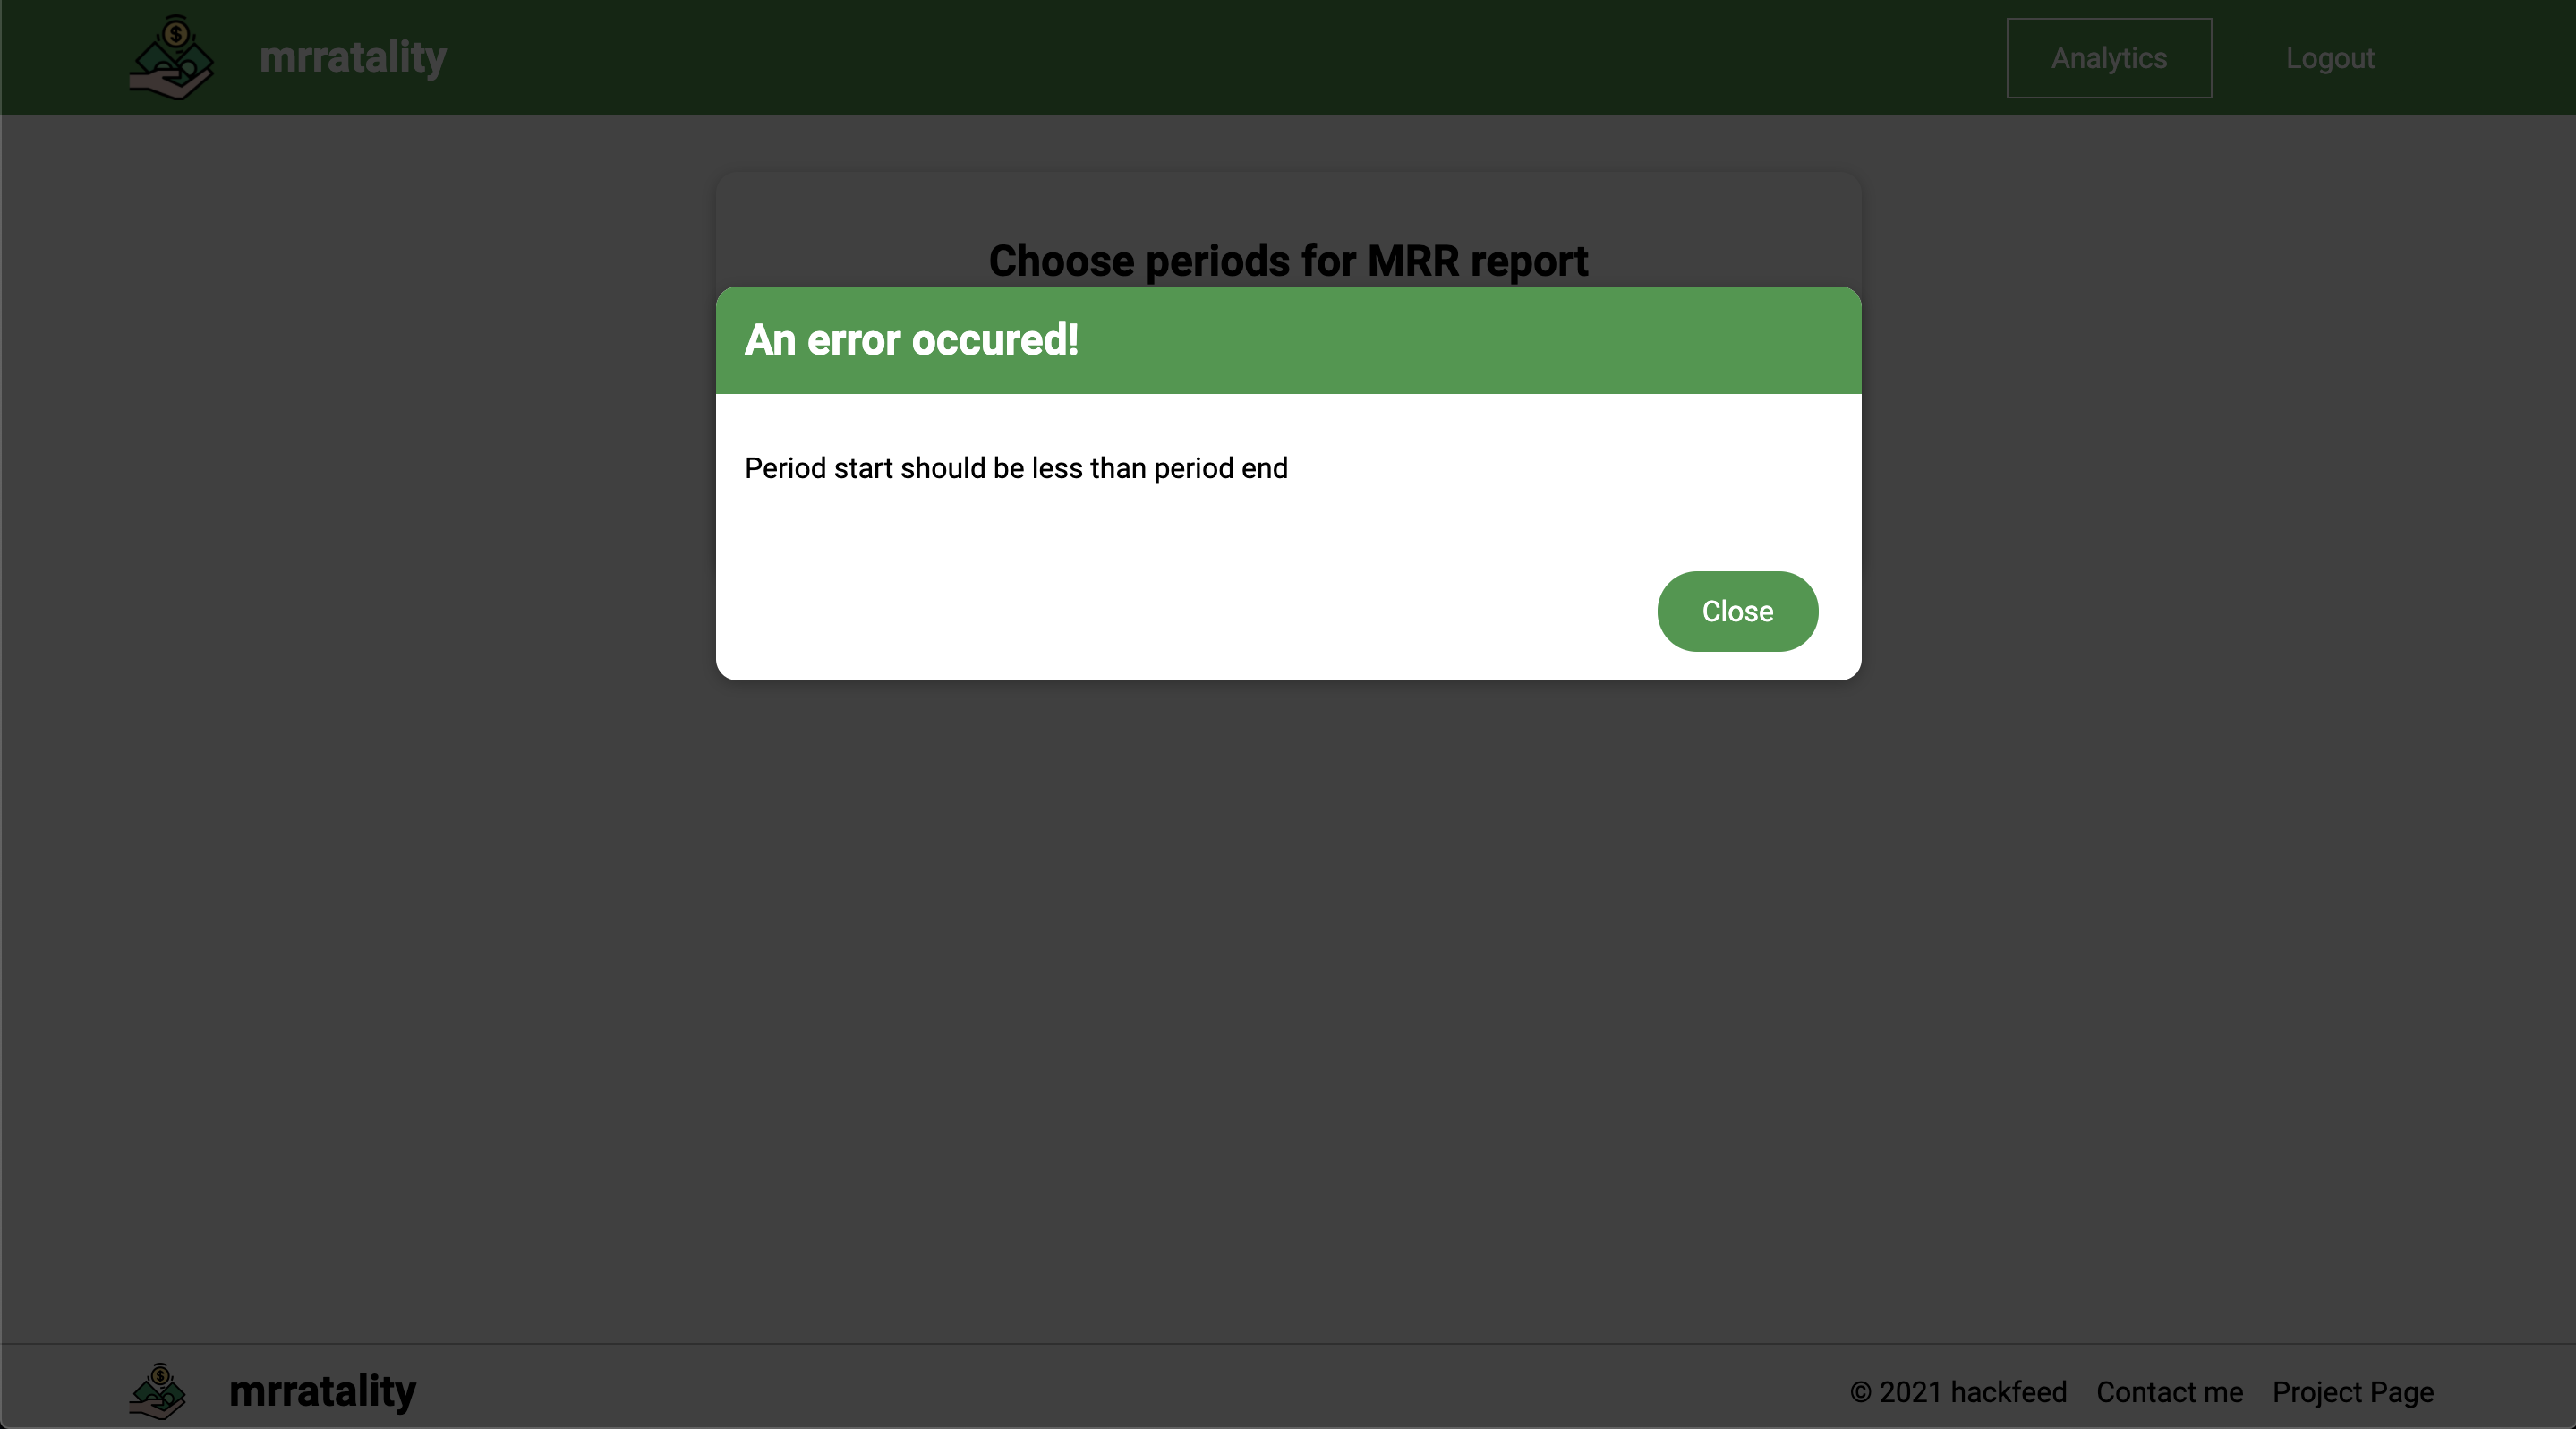 mrratality
Analytics
Logout
Choose periods for MRR report
An error occured!
Period start should be less than period end
Close
mrratality
© 2021 hackfeed
Contact me
Project Page